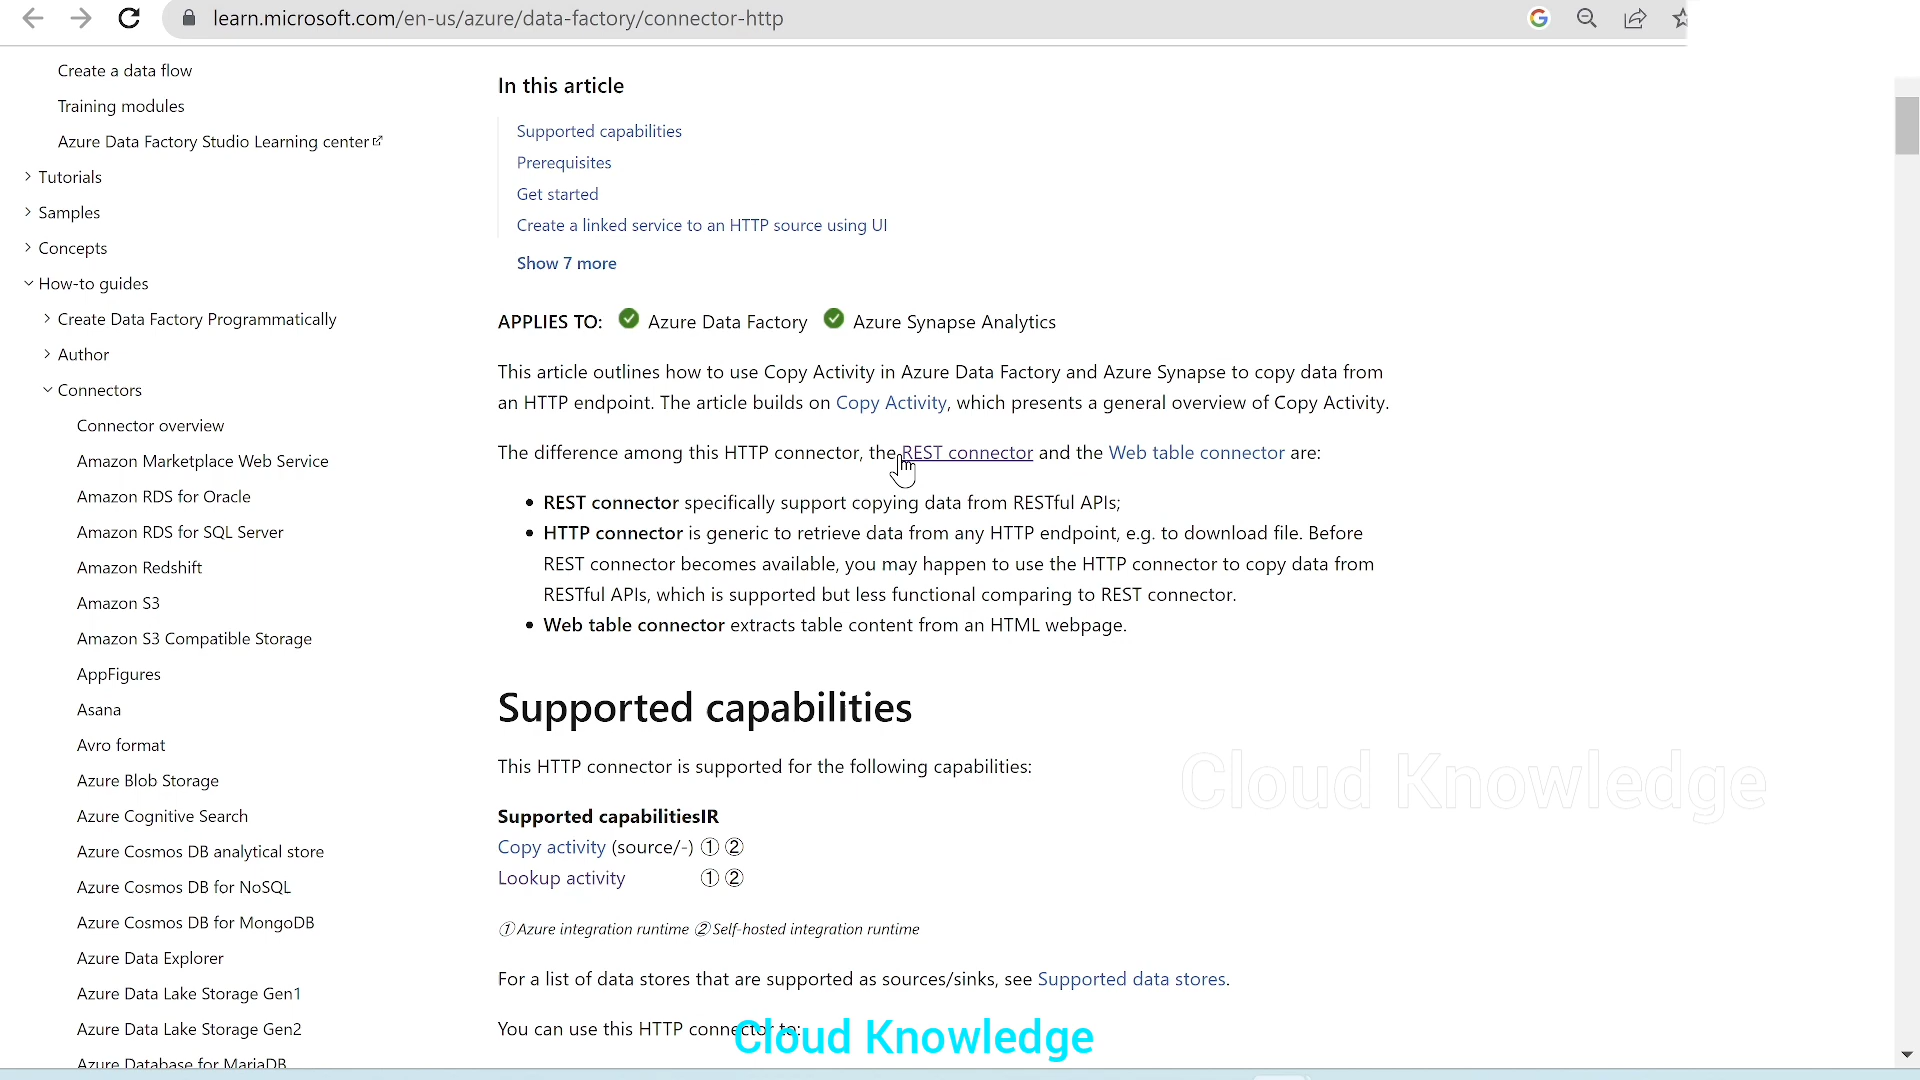 learn.microsoft.com/en-us/azure/data-factory/connector-http
Create a data flow
Training modules
Azure Data Factory Studio Learning center
Tutorials
Samples
Concepts
How-to guides
Create Data Factory Programmatically
Author
Connectors
Connector overview
Amazon Marketplace Web Service
Amazon RDS for Oracle
Amazon RDS for SQL Server
Amazon Redshift
Amazon S3
Amazon S3 Compatible Storage
AppFigures
Asana
Avro format
Azure Blob Storage
Azure Cognitive Search
Azure Cosmos DB analytical store
Azure Cosmos DB for NoSQL
Azure Cosmos DB for MongoDB
Azure Data Explorer
Azure Data Lake Storage Gen1
Azure Data Lake Storage Gen2
Azure Database for MariaDB
In this article
Supported capabilities
Prerequisites
Get started
Create a linked service to an HTTP source using UI
Show 7 more
APPLIES TO: Azure Data Factory Azure Synapse Analytics
This article outlines how to use Copy Activity in Azure Data Factory and Azure Synapse to copy data from
an HTTP endpoint. The article builds on Copy Activity, which presents a general overview of Copy Activity.
The difference among this HTTP connector, the REST connector and the Web table connector are:
• REST connector specifically support copying data from RESTful APIs;
• HTTP connector is generic to retrieve data from any HTTP endpoint, e.g. to download file. Before
REST connector becomes available, you may happen to use the HTTP connector to copy data from
RESTful APIs, which is supported but less functional comparing to REST connector.
• Web table connector extracts table content from an HTML webpage.
Supported capabilities
This HTTP connector is supported for the following capabilities:
Supported capabilitiesIR
Copy activity (source/-) ① ②
Lookup activity ① ②
① Azure integration runtime ② Self-hosted integration runtime
For a list of data stores that are supported as sources/sinks, see Supported data stores.
You can use this HTTP connector to:
Cloud Knowledge
Cloud Knowledge